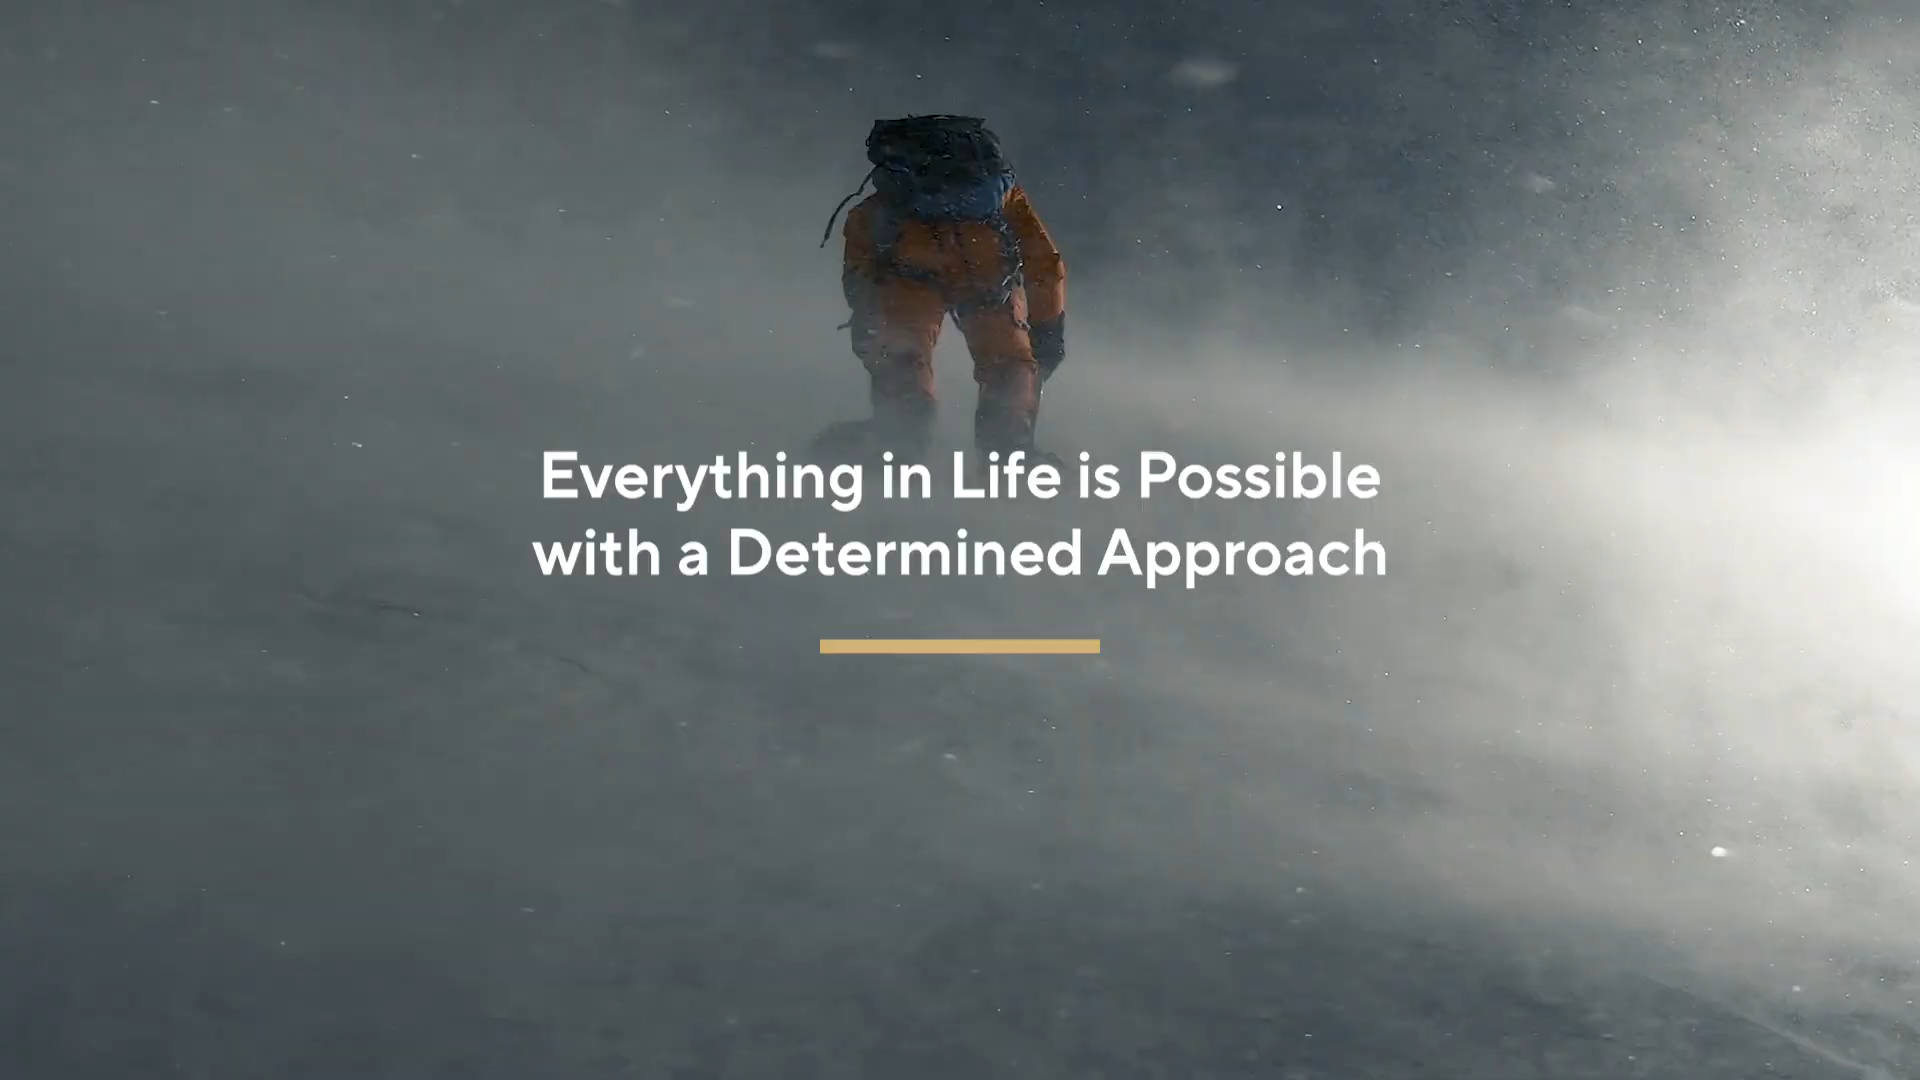 Everything in Life is Possible
with a Determined Approach